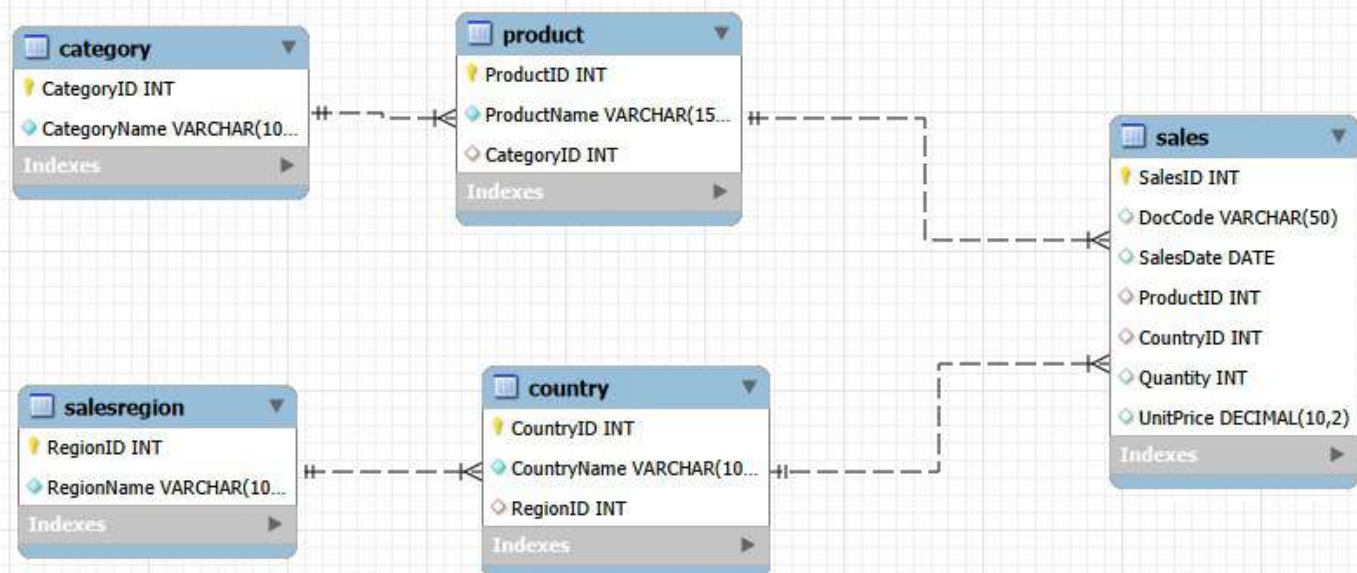 category
CategoryID INT
CategoryName VARCHAR(10...
Indexes
product
ProductID INT
ProductName VARCHAR(15...
CategoryID INT
Indexes
sales
SalesID INT
DocCode VARCHAR(50)
SalesDate DATE
ProductID INT
CountryID INT
Quantity INT
UnitPrice DECIMAL(10,2)
Indexes
salesregion
RegionID INT
RegionName VARCHAR(10...
Indexes
country
CountryID INT
CountryName VARCHAR(10...
RegionID INT
Indexes